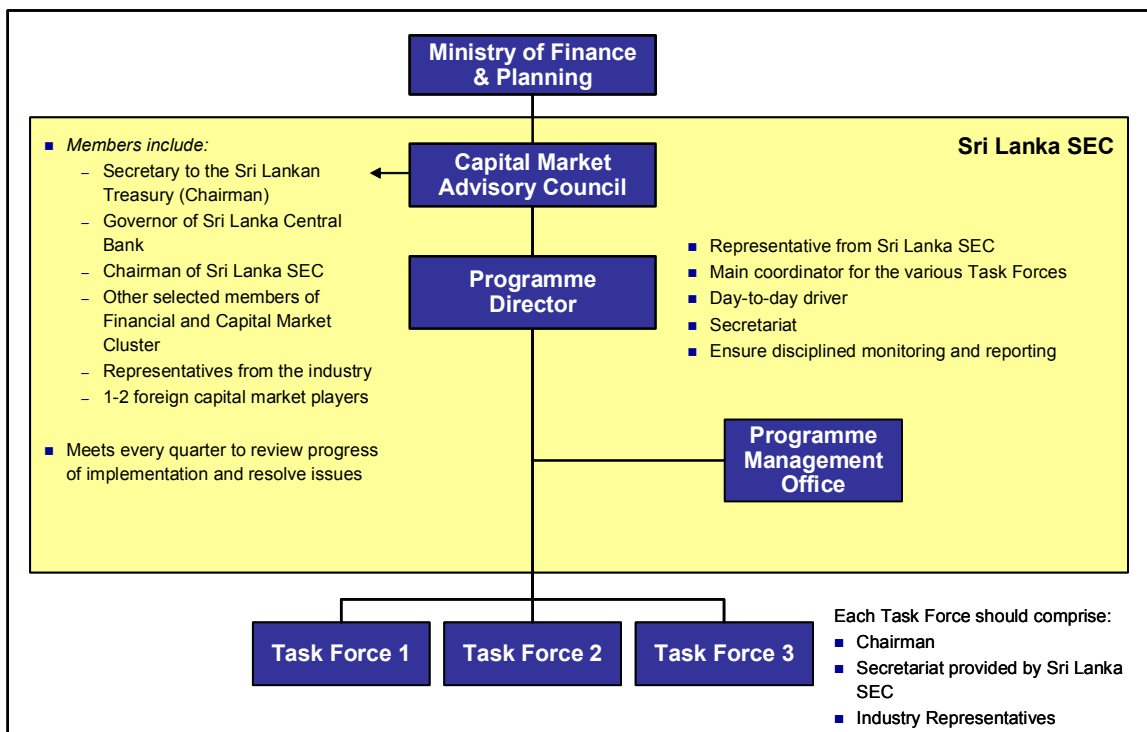 Ministry of Finance
& Planning
Sri Lanka SEC
■ Members include:
– Secretary to the Sri Lankan
Treasury (Chairman)
– Governor of Sri Lanka Central
Bank
– Chairman of Sri Lanka SEC
– Other selected members of
Financial and Capital Market
Cluster
– Representatives from the industry
– 1-2 foreign capital market players
■ Meets every quarter to review progress
of implementation and resolve issues
Capital Market
Advisory Council
Programme
Director
■ Representative from Sri Lanka SEC
■ Main coordinator for the various Task Forces
■ Day-to-day driver
■ Secretariat
■ Ensure disciplined monitoring and reporting
Programme
Management
Office
Task Force 1
Task Force 2
Task Force 3
Each Task Force should comprise:
■ Chairman
■ Secretariat provided by Sri Lanka
SEC
■ Industry Representatives